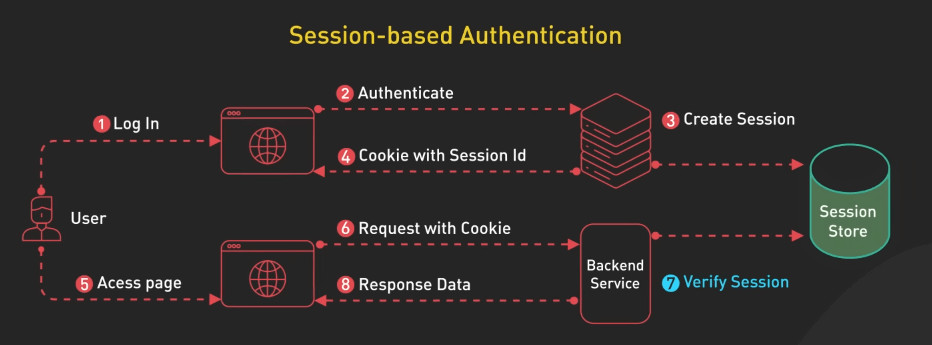 Session-based Authentication
1 Log In
2 Authenticate
3 Create Session
4 Cookie with Session Id
User
Session
Store
5 Acess page
6 Request with Cookie
Backend
Service
7 Verify Session
8 Response Data